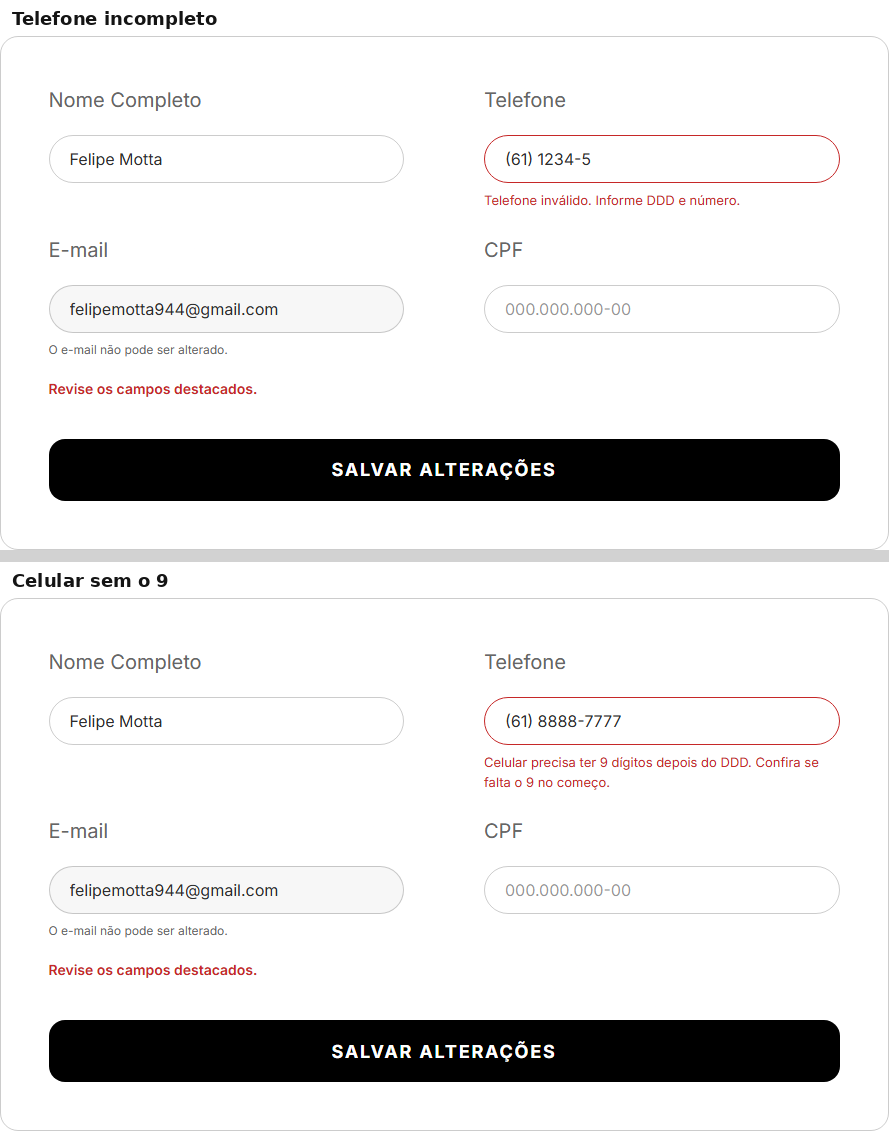 Telefone incompleto
Nome Completo
Telefone
Felipe Motta
(61) 1234-5
Telefone inválido. Informe DDD e número.
E-mail
CPF
felipemotta944@gmail.com
000.000.000-00
O e-mail não pode ser alterado.
Revise os campos destacados.
SALVAR ALTERAÇÕES
Celular sem o 9
Nome Completo
Telefone
Felipe Motta
(61) 8888-7777
Celular precisa ter 9 dígitos depois do DDD. Confira se
falta o 9 no começo.
E-mail
CPF
felipemotta944@gmail.com
000.000.000-00
O e-mail não pode ser alterado.
Revise os campos destacados.
SALVAR ALTERAÇÕES